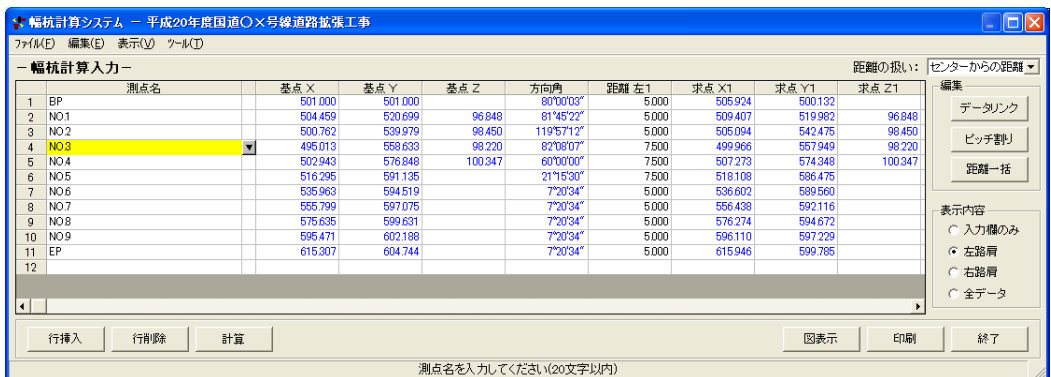 幅杭計算システム － 平成20年度国道〇×号線道路拡張工事
ファイル(F) 編集(E) 表示(V) ツール(T)
－幅杭計算入力－ 距離の扱い: センターからの距離
測点名 基点 X 基点 Y 基点 Z 方向角 距離 左1 求点 X1 求点 Y1 求点 Z1
1 BP 501.000 501.000 80°00'03" 5.000 505.924 500.132
2 NO.1 504.459 520.699 96.848 81°45'22" 5.000 509.407 519.982 96.848
3 NO.2 500.762 539.979 98.450 119°57'12" 5.000 505.094 542.475 98.450
4 NO.3 495.013 558.633 98.220 82°08'07" 7.500 499.966 557.949 98.220
5 NO.4 502.943 576.848 100.347 60°00'00" 7.500 507.273 574.348 100.347
6 NO.5 516.295 591.135 21°15'30" 7.500 518.108 586.475
7 NO.6 535.963 594.519 7°20'34" 5.000 536.602 589.560
8 NO.7 555.799 597.075 7°20'34" 5.000 556.438 592.116
9 NO.8 575.635 599.631 7°20'34" 5.000 576.274 594.672
10 NO.9 595.471 602.188 7°20'34" 5.000 596.110 597.229
11 EP 615.307 604.744 7°20'34" 5.000 615.946 599.785
12
編集
データリンク
ピッチ割り
距離一括
表示内容
入力欄のみ
左路肩
右路肩
全データ
行挿入 行削除 計算 図表示 印刷 終了
測点名を入力してください(20文字以内)